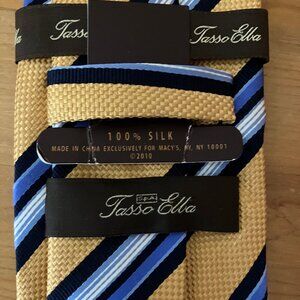 Tasso Elba
Tasso Elba
100% SILK
MADE IN CHINA EXCLUSIVELY FOR MACY'S, NY, NY 10001
©2010
Tasso Elba